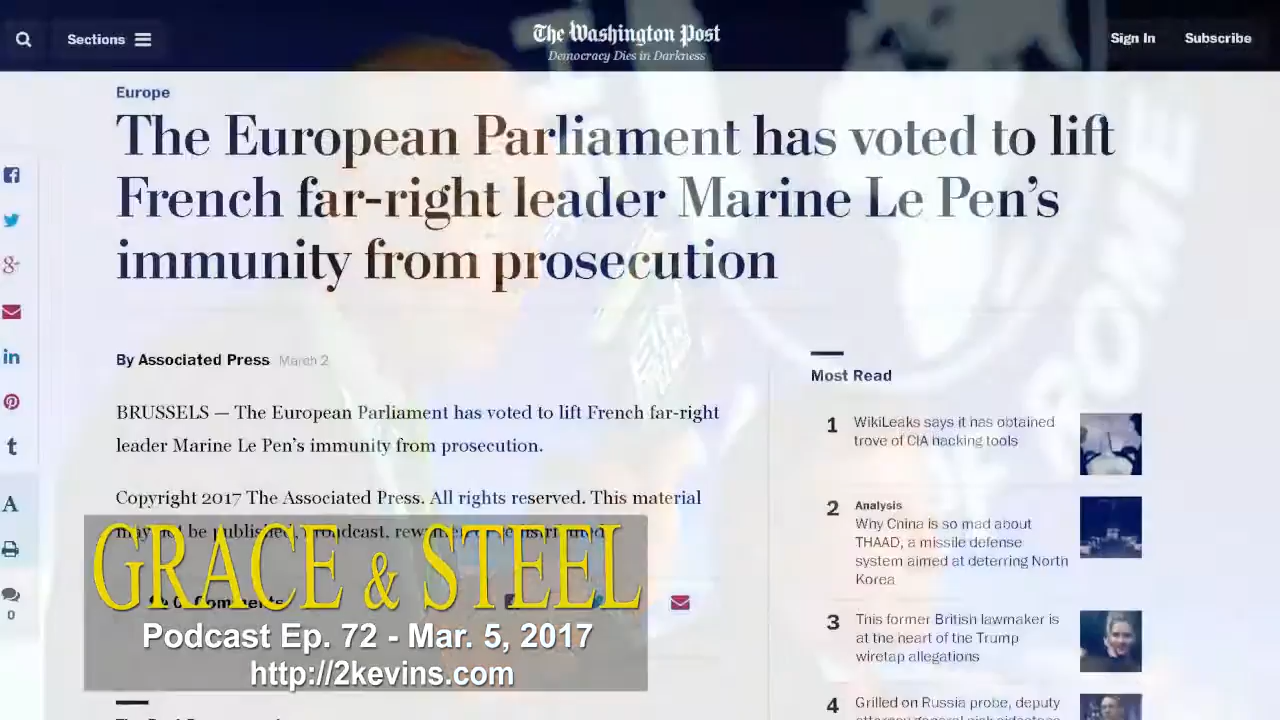 Sections
The Washington Post
Democracy Dies in Darkness
Sign In
Subscribe
Europe
The European Parliament has voted to lift
French far-right leader Marine Le Pen's
immunity from prosecution
By Associated Press March 2
BRUSSELS — The European Parliament has voted to lift French far-right
leader Marine Le Pen's immunity from prosecution.
Copyright 2017 The Associated Press. All rights reserved. This material
may not be published, broadcast, rewritten or redistributed.
0 Comments
0
GRACE & STEEL
Podcast Ep. 72 - Mar. 5, 2017
http://2kevins.com
Most Read
1 WikiLeaks says it has obtained
trove of CIA hacking tools
2 Analysis
Why China is so mad about
THAAD, a missile defense
system aimed at deterring North
Korea
3 This former British lawmaker is
at the heart of the Trump
wiretap allegations
4 Grilled on Russia probe, deputy
POMIE